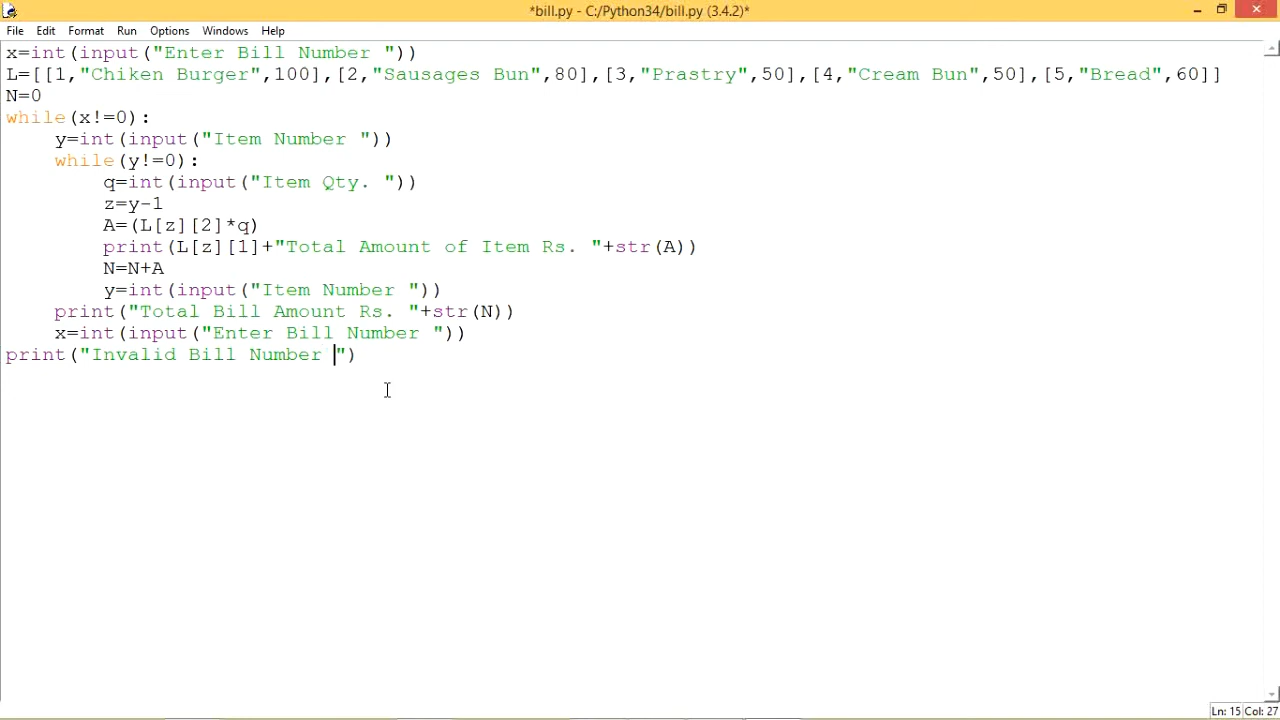 *bill.py - C:/Python34/bill.py (3.4.2)*
File Edit Format Run Options Windows Help
x=int(input("Enter Bill Number "))
L=[[1,"Chiken Burger",100],[2,"Sausages Bun",80],[3,"Prastry",50],[4,"Cream Bun",50],[5,"Bread",60]]
N=0
while(x!=0):
    y=int(input("Item Number "))
    while(y!=0):
        q=int(input("Item Qty. "))
        z=y-1
        A=(L[z][2]*q)
        print(L[z][1]+"Total Amount of Item Rs. "+str(A))
        N=N+A
        y=int(input("Item Number "))
    print("Total Bill Amount Rs. "+str(N))
    x=int(input("Enter Bill Number "))
print("Invalid Bill Number ")
Ln: 15 Col: 27